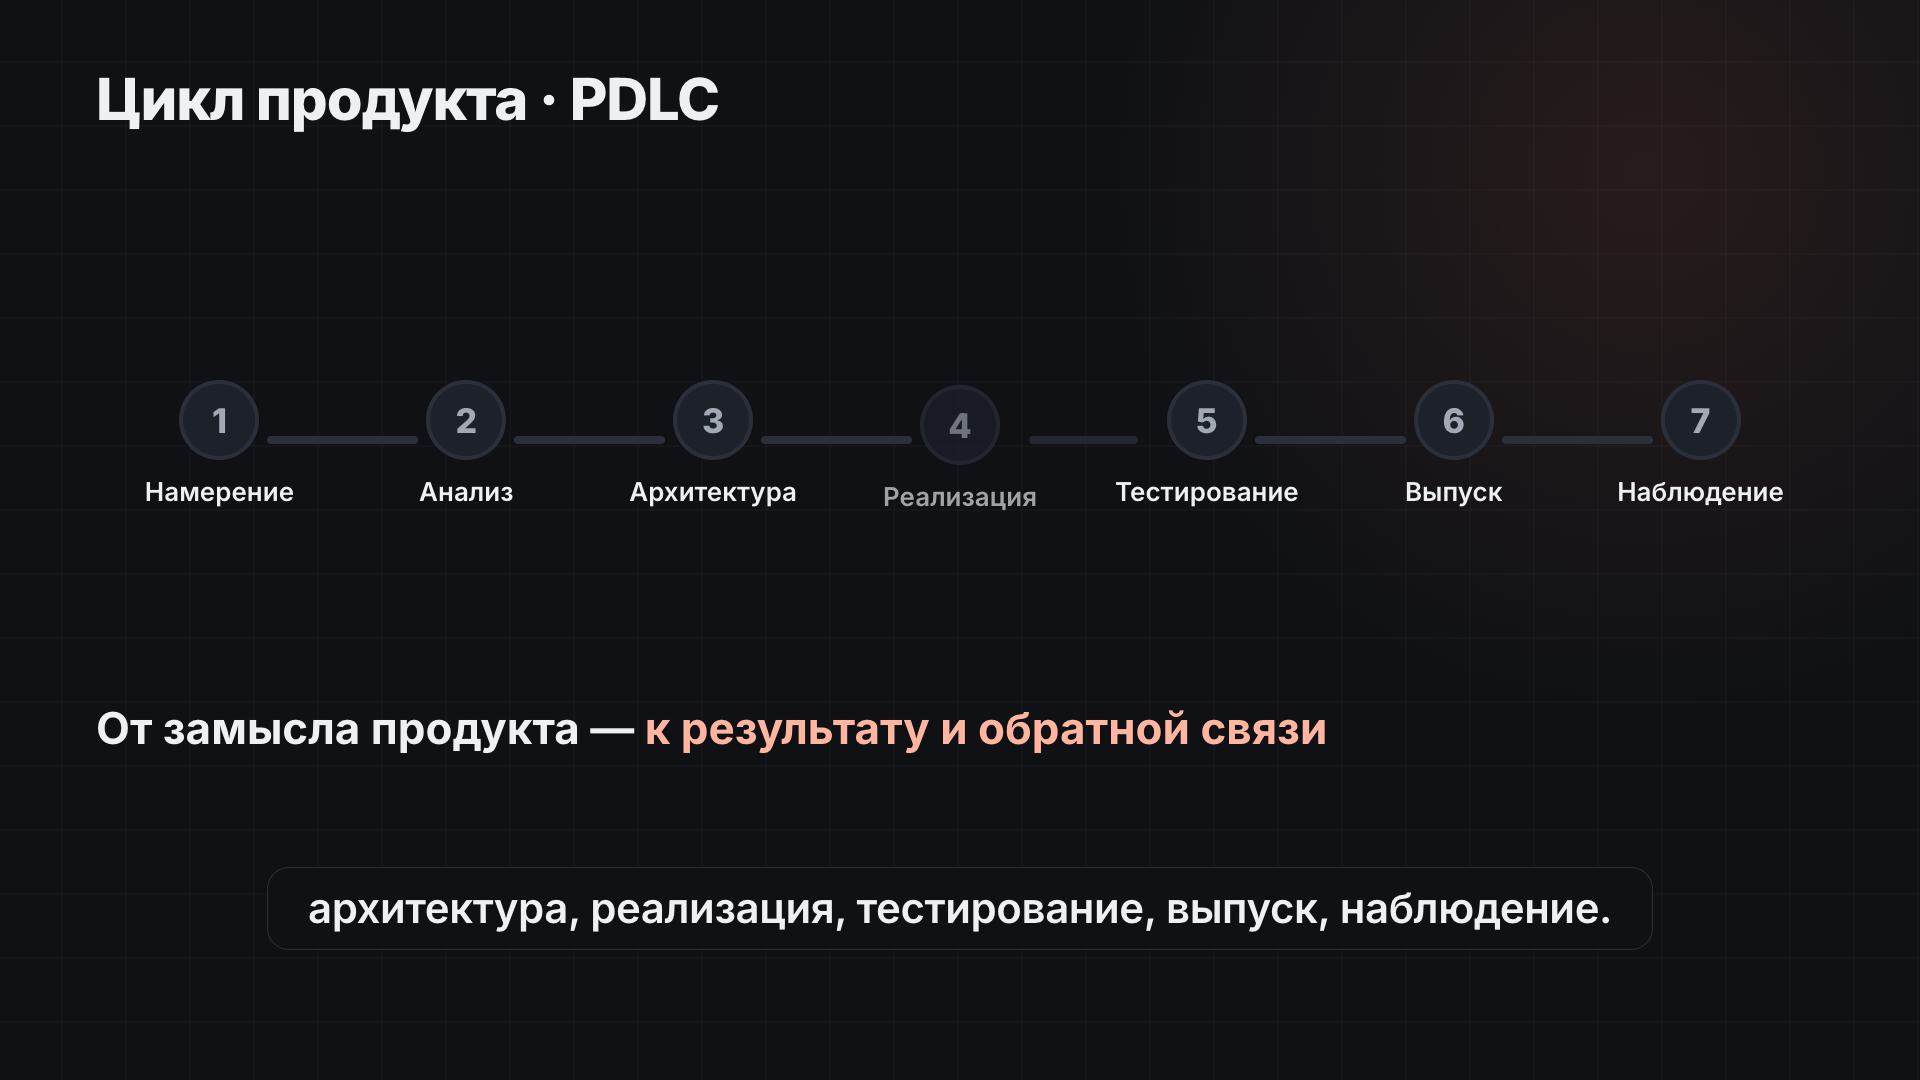 Цикл продукта · PDLC
1 2 3 4 5 6 7
Намерение Анализ Архитектура Реализация Тестирование Выпуск Наблюдение
От замысла продукта — к результату и обратной связи
архитектура, реализация, тестирование, выпуск, наблюдение.